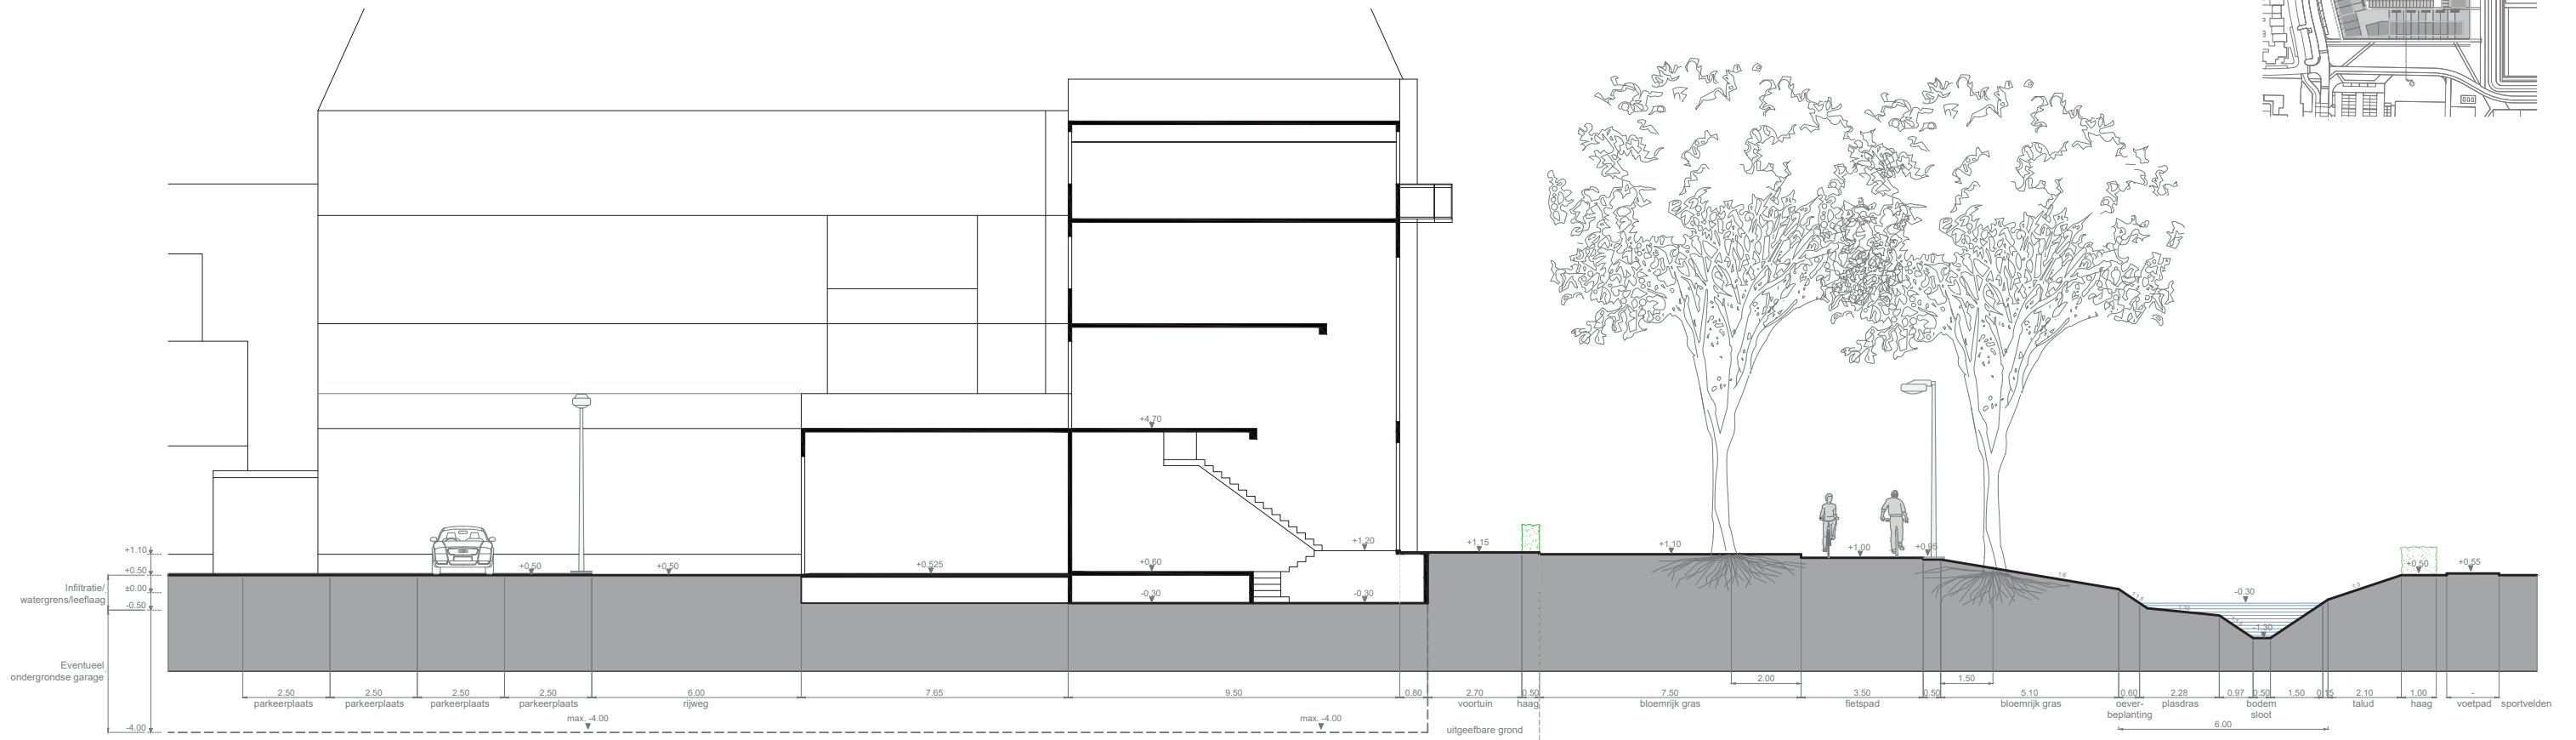 +4.70
+1.20
+1.15
+1.10
+1.00
+0.95
+1.10
+0.50
±0.00
-0.50
-4.00
Infiltratie/
watergrens/leeflaag
Eventueel
ondergrondse garage
+0.50
+0.50
+0.525
+0.60
-0.30
-0.30
1:6
-0.30
-1.30
1:3
+0.50
+0.55
2.00
1.50
2.50
2.50
2.50
2.50
6.00
7.65
9.50
0.80
2.70
0.50
7.50
3.50
0.50
5.10
0.60
2.28
0.97
0.50
1.50
0.15
2.10
1.00
-
parkeerplaats
parkeerplaats
parkeerplaats
parkeerplaats
rijweg
voortuin
haag
bloemrijk gras
fietspad
bloemrijk gras
oever-
beplanting
plasdras
bodem
sloot
talud
haag
voetpad
sportvelden
max. -4.00
max. -4.00
uitgeefbare grond
6.00